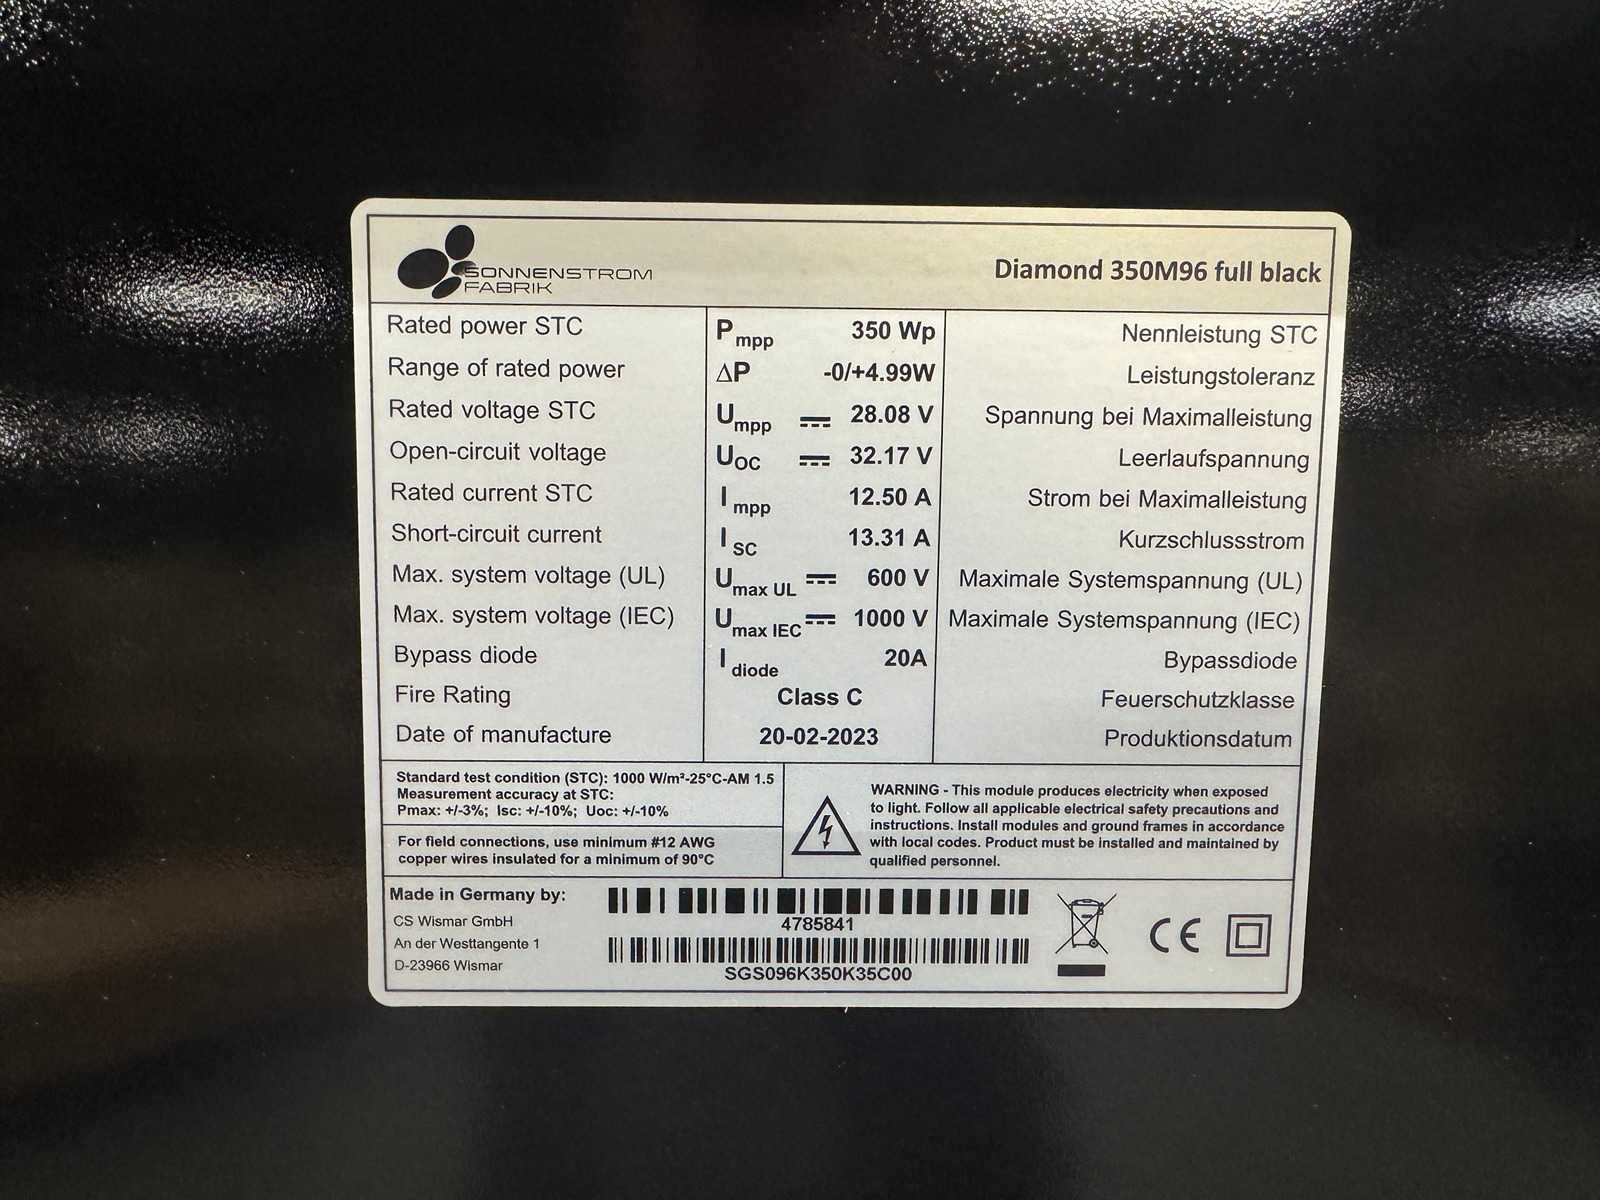 SONNENSTROM
FABRIK
Diamond 350M96 full black
Rated power STC P mpp 350 Wp Nennleistung STC
Range of rated power ΔP -0/+4.99W Leistungstoleranz
Rated voltage STC U mpp 28.08 V Spannung bei Maximalleistung
Open-circuit voltage U OC 32.17 V Leerlaufspannung
Rated current STC I mpp 12.50 A Strom bei Maximalleistung
Short-circuit current I SC 13.31 A Kurzschlussstrom
Max. system voltage (UL) U max UL 600 V Maximale Systemspannung (UL)
Max. system voltage (IEC) U max IEC 1000 V Maximale Systemspannung (IEC)
Bypass diode I diode 20A Bypassdiode
Fire Rating Class C Feuerschutzklasse
Date of manufacture 20-02-2023 Produktionsdatum
Standard test condition (STC): 1000 W/m²-25°C-AM 1.5
Measurement accuracy at STC:
Pmax: +/-3%; Isc: +/-10%; Uoc: +/-10%
For field connections, use minimum #12 AWG
copper wires insulated for a minimum of 90°C
WARNING - This module produces electricity when exposed
to light. Follow all applicable electrical safety precautions and
instructions. Install modules and ground frames in accordance
with local codes. Product must be installed and maintained by
qualified personnel.
Made in Germany by:
CS Wismar GmbH
An der Westtangente 1
D-23966 Wismar
4785841
SGS096K350K35C00
CE